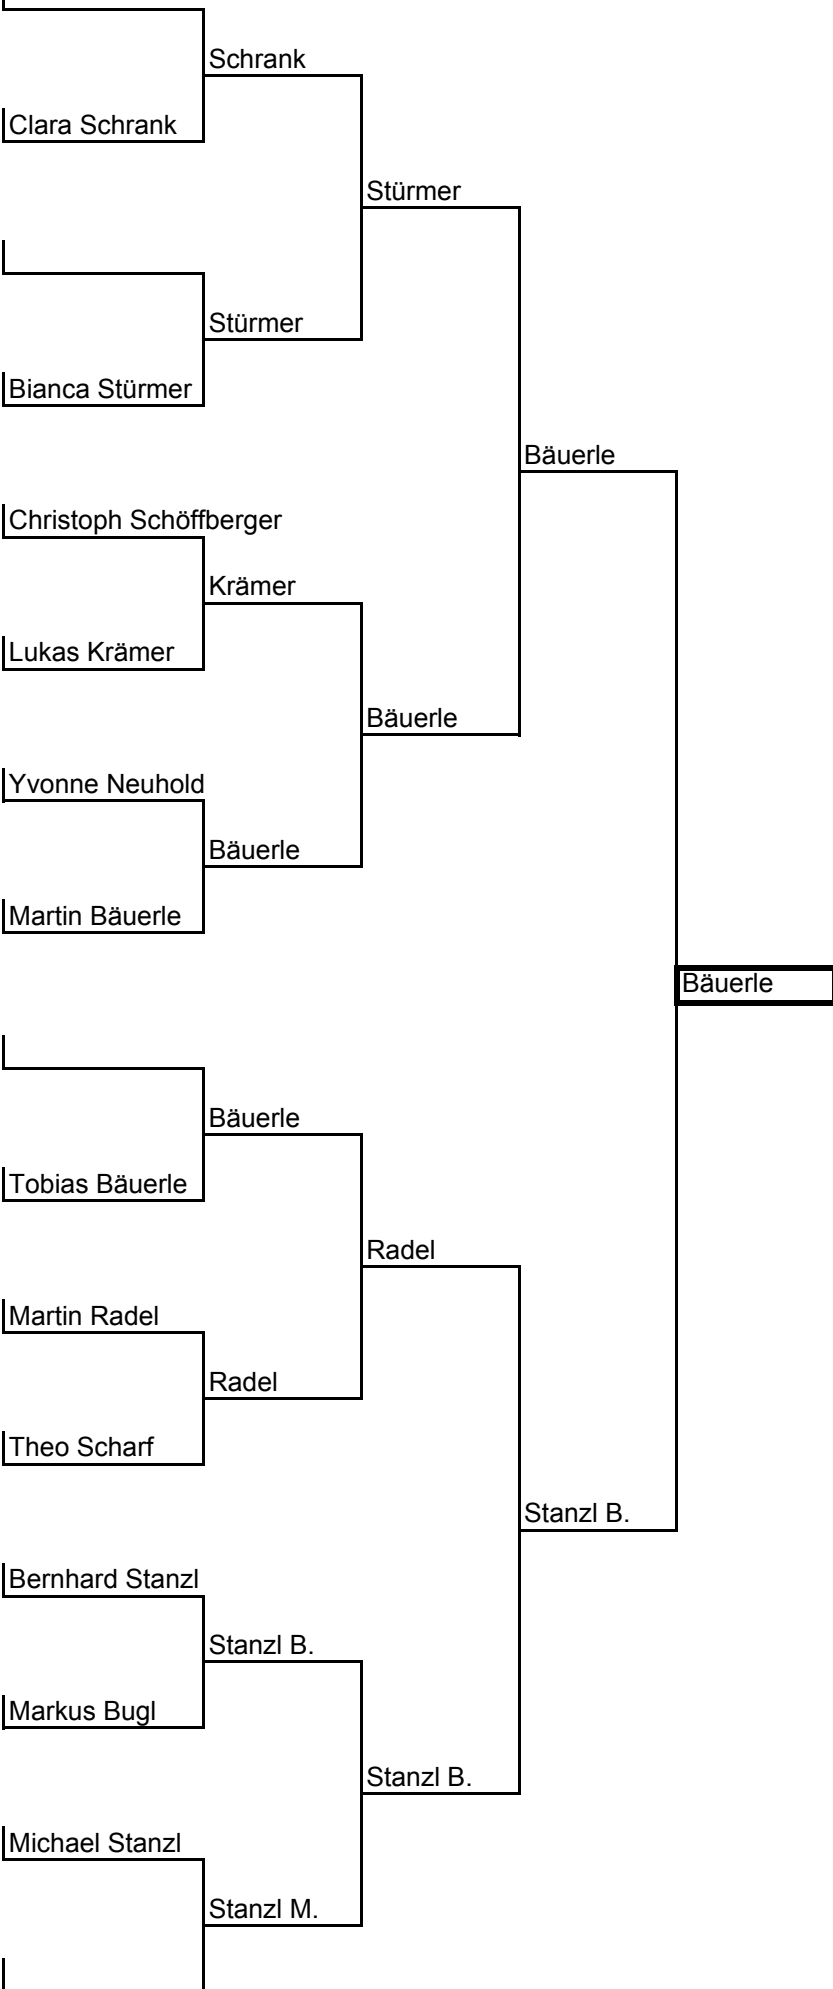 Schrank
Clara Schrank
Stürmer
Stürmer
Bianca Stürmer
Bäuerle
Christoph Schöffberger
Krämer
Lukas Krämer
Bäuerle
Yvonne Neuhold
Bäuerle
Martin Bäuerle
Bäuerle
Bäuerle
Tobias Bäuerle
Radel
Martin Radel
Radel
Theo Scharf
Stanzl B.
Bernhard Stanzl
Stanzl B.
Markus Bugl
Stanzl B.
Michael Stanzl
Stanzl M.